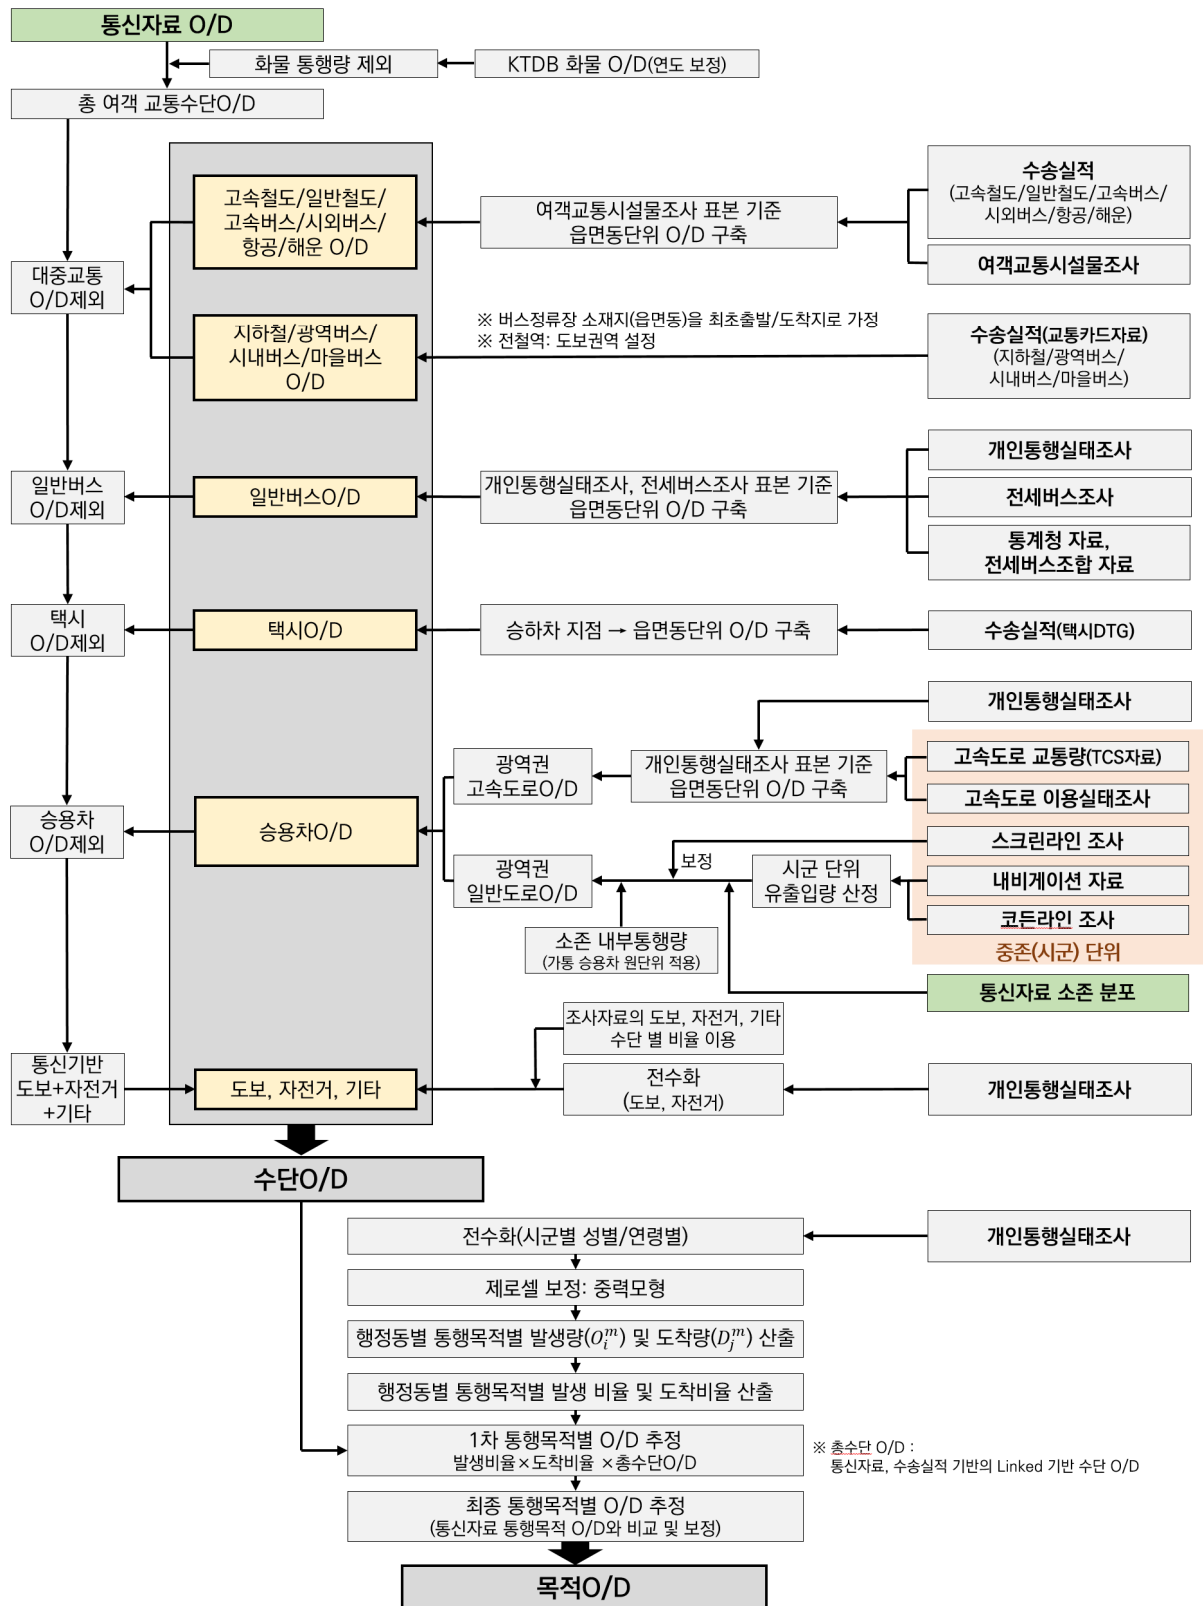 통신자료 O/D
화물 통행량 제외
KTDB 화물 O/D(연도 보정)
총 여객 교통수단O/D
고속철도/일반철도/
고속버스/시외버스/
항공/해운 O/D
여객교통시설물조사 표본 기준
읍면동단위 O/D 구축
수송실적
(고속철도/일반철도/고속버스/
시외버스/항공/해운)
여객교통시설물조사
대중교통
O/D제외
지하철/광역버스/
시내버스/마을버스
O/D
※ 버스정류장 소재지(읍면동)을 최초출발/도착지로 가정
※ 전철역: 도보권역 설정
수송실적(교통카드자료)
(지하철/광역버스/
시내버스/마을버스)
일반버스
O/D제외
일반버스O/D
개인통행실태조사, 전세버스조사 표본 기준
읍면동단위 O/D 구축
개인통행실태조사
전세버스조사
통계청 자료,
전세버스조합 자료
택시
O/D제외
택시O/D
승하차 지점 → 읍면동단위 O/D 구축
수송실적(택시DTG)
개인통행실태조사
승용차
O/D제외
승용차O/D
광역권
고속도로O/D
개인통행실태조사 표본 기준
읍면동단위 O/D 구축
고속도로 교통량(TCS자료)
고속도로 이용실태조사
광역권
일반도로O/D
보정
시군 단위
유출입량 산정
스크린라인 조사
내비게이션 자료
코든라인 조사
중존(시군) 단위
소존 내부통행량
(가통 승용차 원단위 적용)
통신자료 소존 분포
조사자료의 도보, 자전거, 기타
수단 별 비율 이용
통신기반
도보+자전거
+기타
도보, 자전거, 기타
전수화
(도보, 자전거)
개인통행실태조사
수단O/D
전수화(시군별 성별/연령별)
개인통행실태조사
제로셀 보정: 중력모형
행정동별 통행목적별 발생량(O_i^m) 및 도착량(D_j^m) 산출
행정동별 통행목적별 발생 비율 및 도착비율 산출
1차 통행목적별 O/D 추정
발생비율×도착비율 ×총수단O/D
※ 총수단 O/D :
통신자료, 수송실적 기반의 Linked 기반 수단 O/D
최종 통행목적별 O/D 추정
(통신자료 통행목적 O/D와 비교 및 보정)
목적O/D